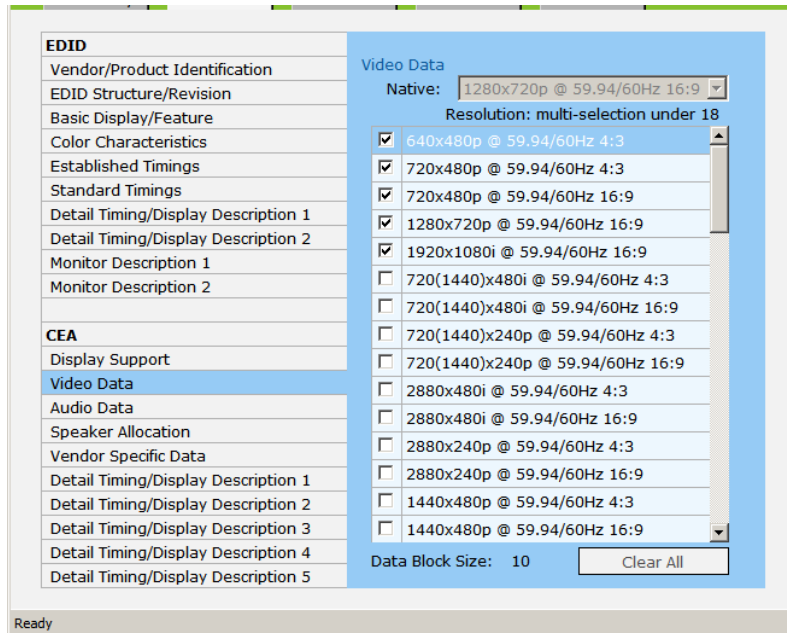 EDID
Vendor/Product Identification
EDID Structure/Revision
Basic Display/Feature
Color Characteristics
Established Timings
Standard Timings
Detail Timing/Display Description 1
Detail Timing/Display Description 2
Monitor Description 1
Monitor Description 2
CEA
Display Support
Video Data
Audio Data
Speaker Allocation
Vendor Specific Data
Detail Timing/Display Description 1
Detail Timing/Display Description 2
Detail Timing/Display Description 3
Detail Timing/Display Description 4
Detail Timing/Display Description 5
Video Data
Native: 1280x720p @ 59.94/60Hz 16:9
Resolution: multi-selection under 18
640x480p @ 59.94/60Hz 4:3
720x480p @ 59.94/60Hz 4:3
720x480p @ 59.94/60Hz 16:9
1280x720p @ 59.94/60Hz 16:9
1920x1080i @ 59.94/60Hz 16:9
720(1440)x480i @ 59.94/60Hz 4:3
720(1440)x480i @ 59.94/60Hz 16:9
720(1440)x240p @ 59.94/60Hz 4:3
720(1440)x240p @ 59.94/60Hz 16:9
2880x480i @ 59.94/60Hz 4:3
2880x480i @ 59.94/60Hz 16:9
2880x240p @ 59.94/60Hz 4:3
2880x240p @ 59.94/60Hz 16:9
1440x480p @ 59.94/60Hz 4:3
1440x480p @ 59.94/60Hz 16:9
Data Block Size: 10
Clear All
Ready